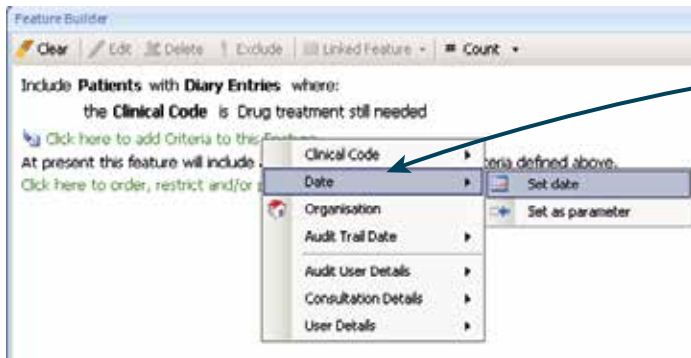 Feature Builder
Clear Edit Delete Exclude Linked Feature Count
Include Patients with Diary Entries where:
the Clinical Code is Drug treatment still needed
Click here to add Criteria to this Feature
At present this feature will include criteria defined above.
Click here to order, restrict and/or
Clinical Code
Date
Organisation
Audit Trail Date
Audit User Details
Consultation Details
User Details
Set date
Set as parameter